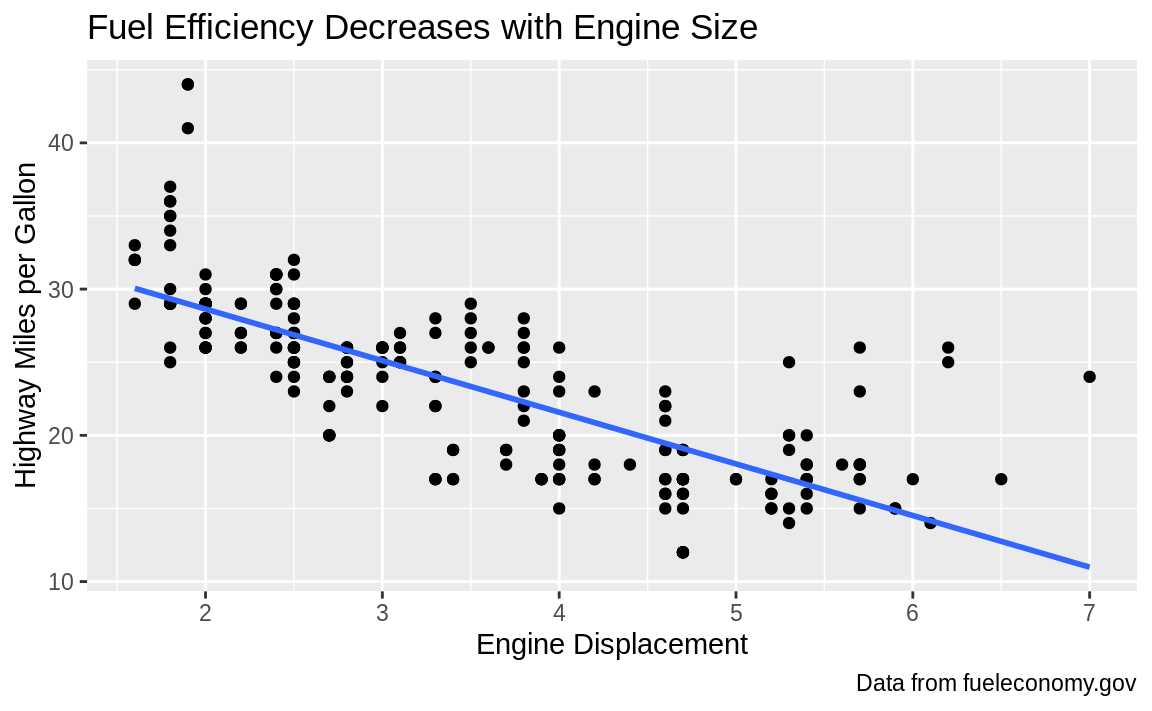 Fuel Efficiency Decreases with Engine Size
Highway Miles per Gallon
40
30
20
10
2 3 4 5 6 7
Engine Displacement
Data from fueleconomy.gov